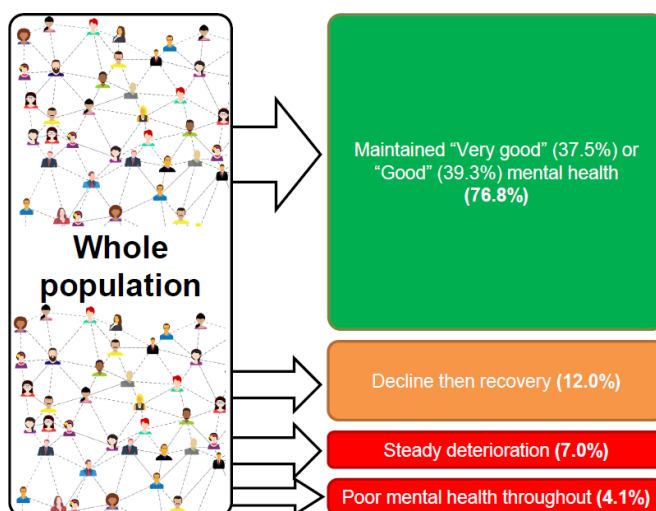 Whole
population
Maintained “Very good” (37.5%) or
“Good” (39.3%) mental health
(76.8%)
Decline then recovery (12.0%)
Steady deterioration (7.0%)
Poor mental health throughout (4.1%)